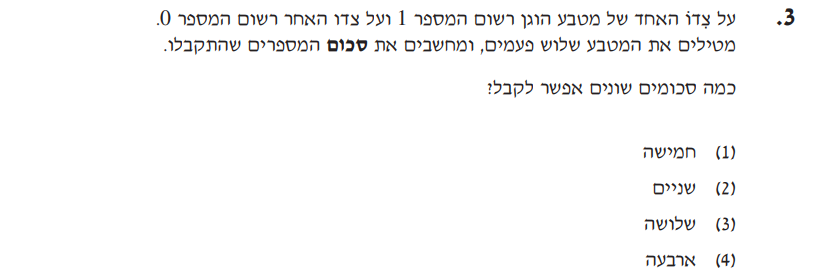 3. על צִדוֹ האחד של מטבע הוגן רשום המספר 1 ועל צדו האחר רשום המספר 0.
מטילים את המטבע שלוש פעמים, ומחשבים את סכום המספרים שהתקבלו.
כמה סכומים שונים אפשר לקבל?
(1) חמישה
(2) שניים
(3) שלושה
(4) ארבעה